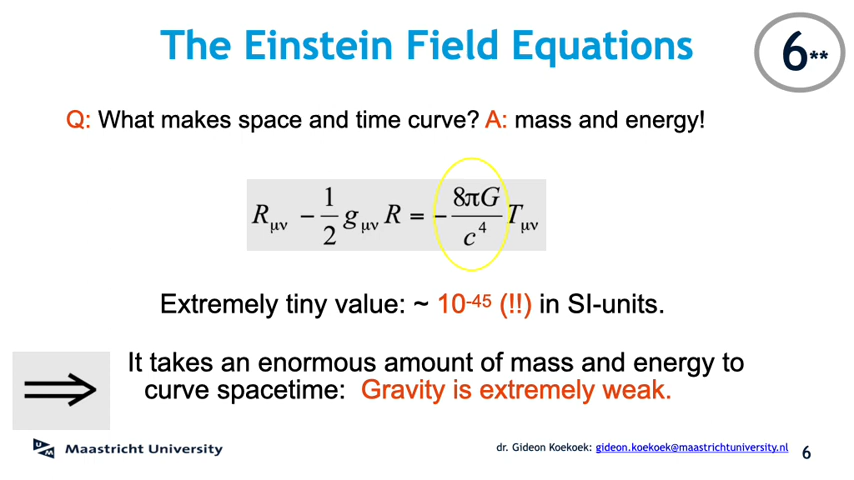 The Einstein Field Equations
6**
Q: What makes space and time curve? A: mass and energy!
Rμν − 1/2 gμν R = − 8πG/c⁴ Tμν
Extremely tiny value: ~ 10⁻⁴⁵ (!!) in SI-units.
It takes an enormous amount of mass and energy to
curve spacetime: Gravity is extremely weak.
UM Maastricht University
dr. Gideon Koekoek: gideon.koekoek@maastrichtuniversity.nl 6